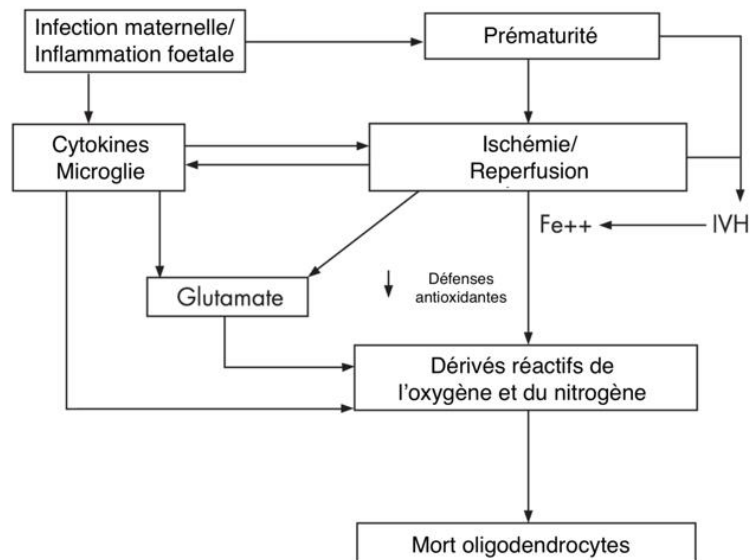 Infection maternelle/
Inflammation foetale
Prématurité
Cytokines
Microglie
Ischémie/
Reperfusion
Fe++
IVH
Glutamate
Défenses
antioxidantes
Dérivés réactifs de
l'oxygène et du nitrogène
Mort oligodendrocytes